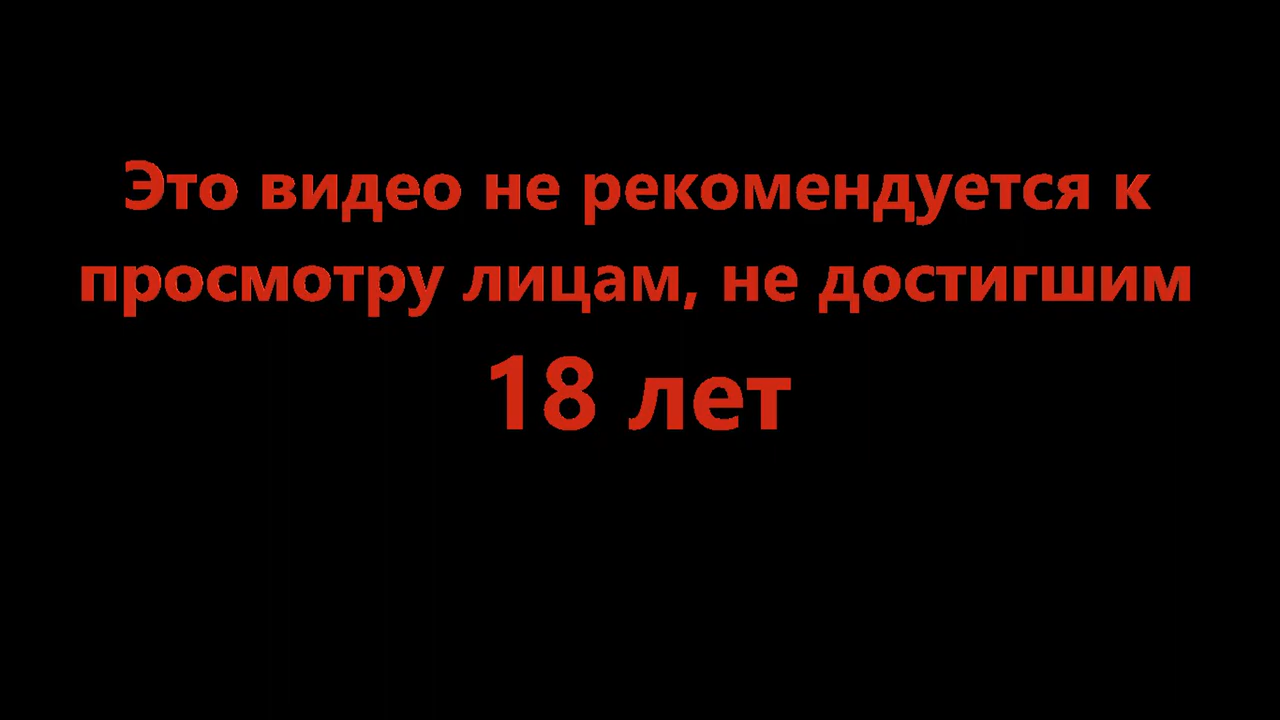 Это видео не рекомендуется к
просмотру лицам, не достигшим
18 лет